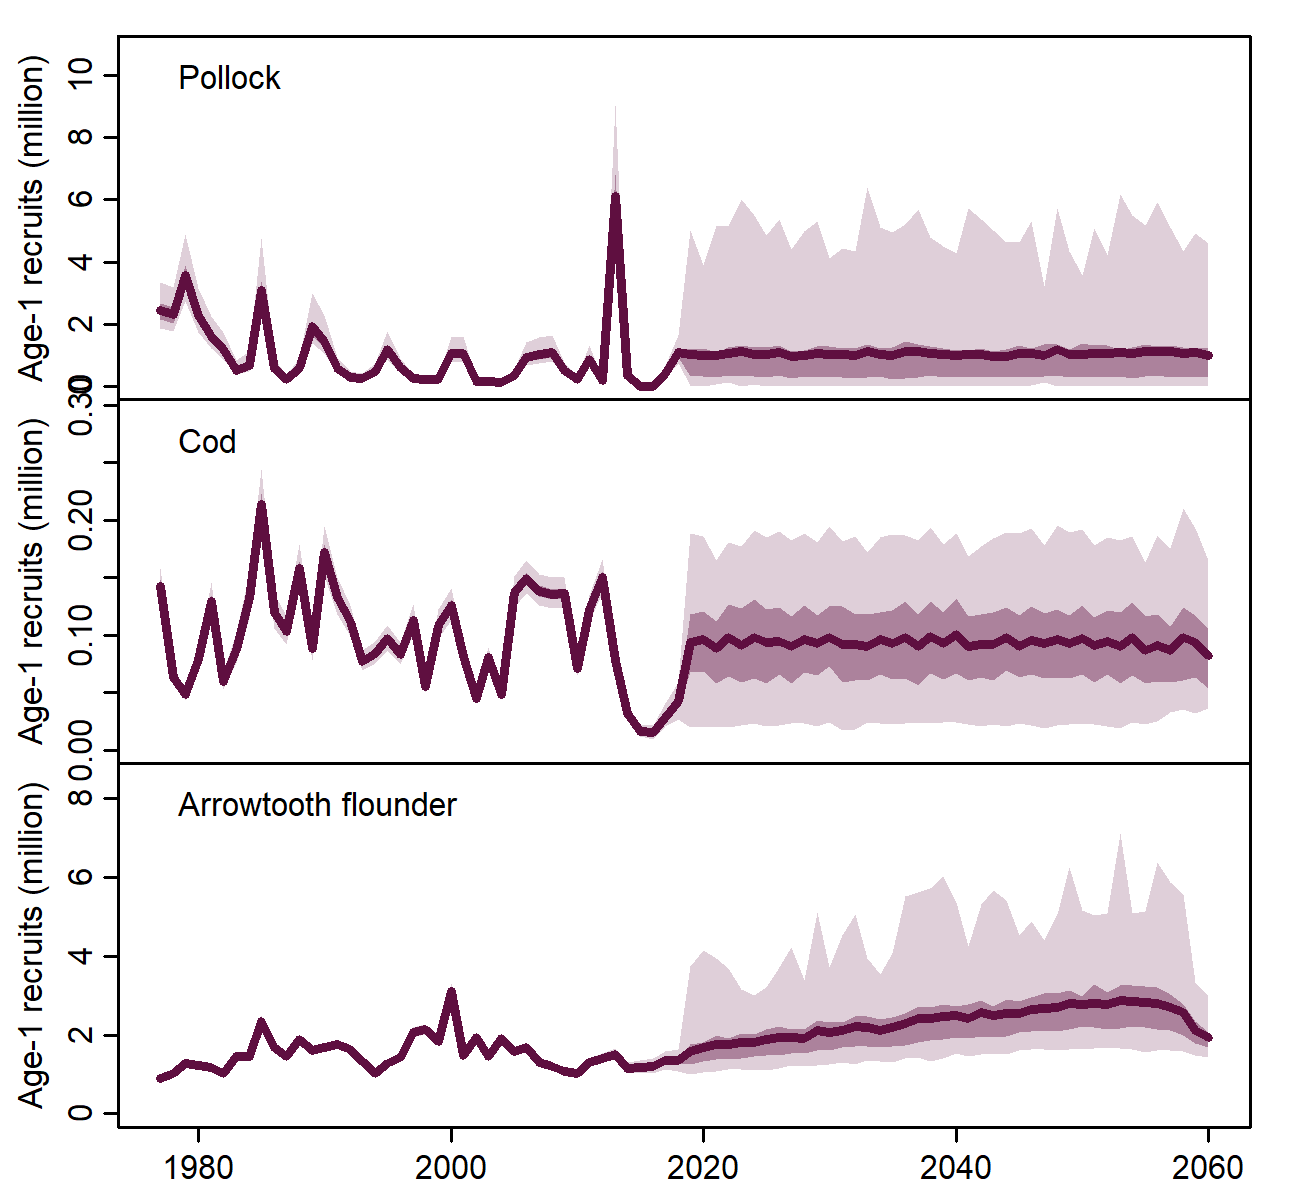 Pollock
Age-1 recruits (million)
10
8
6
4
2
0
Cod
Age-1 recruits (million)
0.30
0.20
0.10
0.00
Arrowtooth flounder
Age-1 recruits (million)
8
6
4
2
0
1980 2000 2020 2040 2060